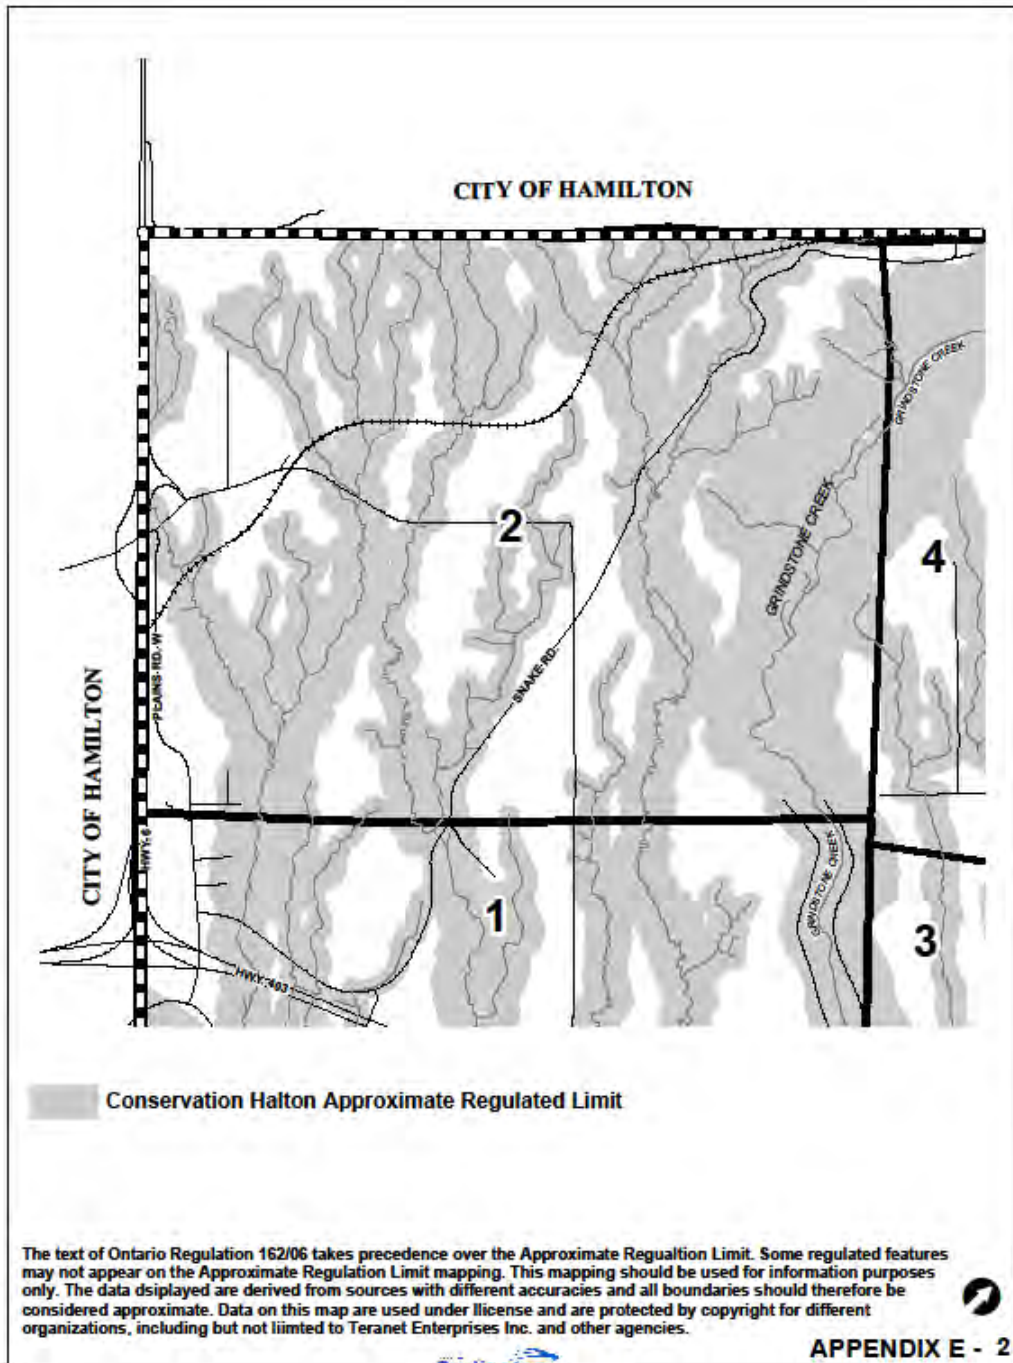 CITY OF HAMILTON
GRINDSTONE CREEK
GRINDSTONE CREEK
2
4
PLAINS-RD.-W
SNAKE-RD.
CITY OF HAMILTON
HWY-6
GRINDSTONE CREEK
1
3
HWY.-403
Conservation Halton Approximate Regulated Limit
The text of Ontario Regulation 162/06 takes precedence over the Approximate Regualtion Limit. Some regulated features
may not appear on the Approximate Regulation Limit mapping. This mapping should be used for information purposes
only. The data dsiplayed are derived from sources with different accuracies and all boundaries should therefore be
considered approximate. Data on this map are used under llicense and are protected by copyright for different
organizations, including but not liimted to Teranet Enterprises Inc. and other agencies.
APPENDIX E - 2